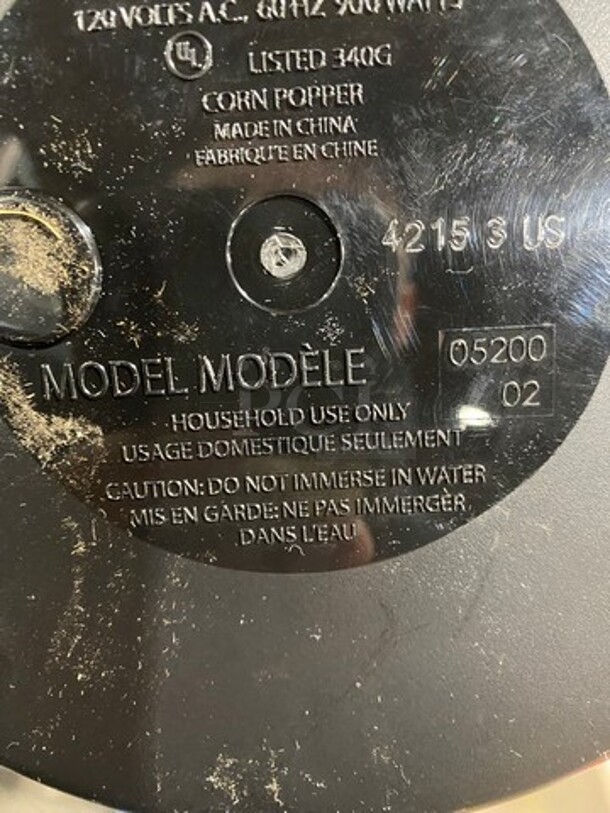 120 VOLTS A.C., 60 HZ 900 WATTS
UL LISTED 340G
CORN POPPER
MADE IN CHINA
FABRIQUE EN CHINE
4215 3 US
MODEL MODÈLE 05200 02
HOUSEHOLD USE ONLY
USAGE DOMESTIQUE SEULEMENT
CAUTION: DO NOT IMMERSE IN WATER
MIS EN GARDE: NE PAS IMMERGÉR
DANS L'EAU